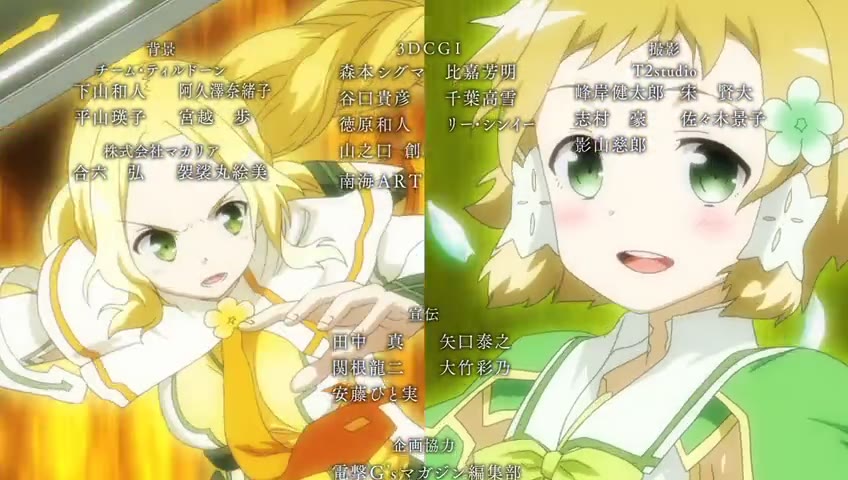 背景
チーム・ティルドーン
下山和人　阿久澤奈緒子
平山瑛子　宮越　歩
株式会社マカリア
合六　弘　袈裟丸絵美
3DCGI
森本シグマ　比嘉芳明
谷口貴彦　千葉高雪
徳原和人　リー・シンイー
山之口 創
南海ART
撮影
T2studio
峰岸健太郎　宋　賢大
志村　豪　佐々木景子
影山慈郎
宣伝
田中　真　矢口泰之
関根龍二　大竹彩乃
安藤ひと実
企画協力
電撃G'sマガジン編集部